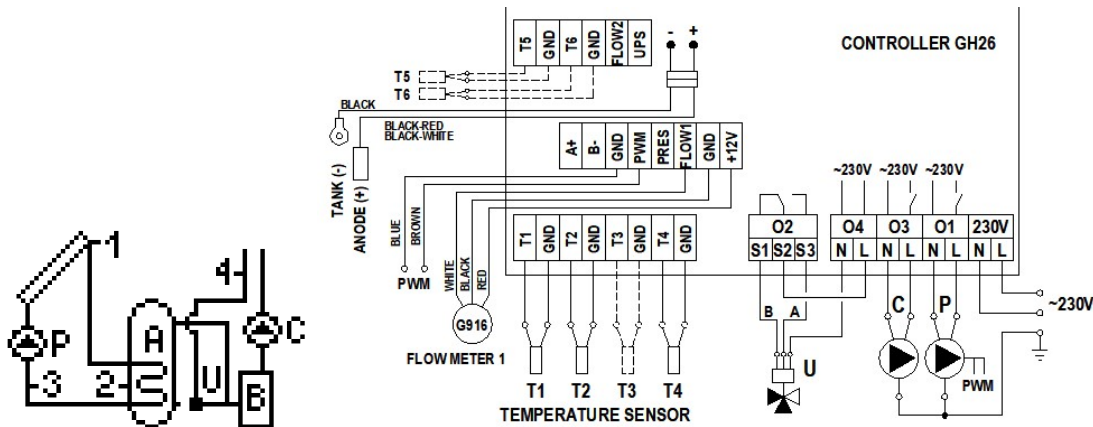 CONTROLLER GH26
T5 GND T6 GND FLOW2 UPS
- +
T5
T6
BLACK
BLACK-RED
BLACK-WHITE
TANK (-)
ANODE (+)
A+ B- GND PWM PRES FLOW1 GND +12V
BLUE
BROWN
PWM
WHITE
BLACK
RED
G916
FLOW METER 1
T1 GND T2 GND T3 GND T4 GND
T1 T2 T3 T4
TEMPERATURE SENSOR
~230V ~230V ~230V
O2 O4 O3 O1 230V
S1 S2 S3 N L N L N L N L
B A
U
C P
PWM
~230V
1
4
P A C
3 2 U B